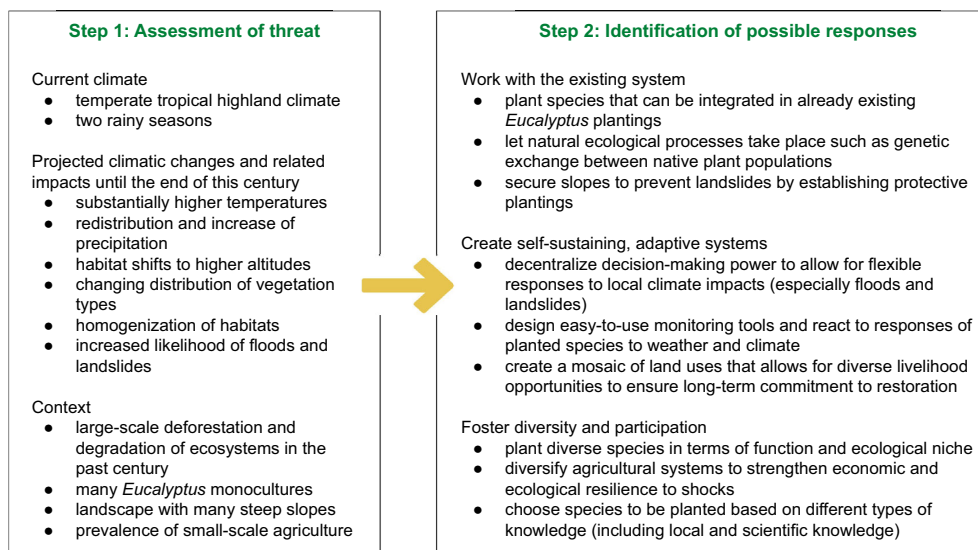 Step 1: Assessment of threat
Current climate
● temperate tropical highland climate
● two rainy seasons
Projected climatic changes and related
impacts until the end of this century
● substantially higher temperatures
● redistribution and increase of
precipitation
● habitat shifts to higher altitudes
● changing distribution of vegetation
types
● homogenization of habitats
● increased likelihood of floods and
landslides
Context
● large-scale deforestation and
degradation of ecosystems in the
past century
● many Eucalyptus monocultures
● landscape with many steep slopes
● prevalence of small-scale agriculture
Step 2: Identification of possible responses
Work with the existing system
● plant species that can be integrated in already existing
Eucalyptus plantings
● let natural ecological processes take place such as genetic
exchange between native plant populations
● secure slopes to prevent landslides by establishing protective
plantings
Create self-sustaining, adaptive systems
● decentralize decision-making power to allow for flexible
responses to local climate impacts (especially floods and
landslides)
● design easy-to-use monitoring tools and react to responses of
planted species to weather and climate
● create a mosaic of land uses that allows for diverse livelihood
opportunities to ensure long-term commitment to restoration
Foster diversity and participation
● plant diverse species in terms of function and ecological niche
● diversify agricultural systems to strengthen economic and
ecological resilience to shocks
● choose species to be planted based on different types of
knowledge (including local and scientific knowledge)